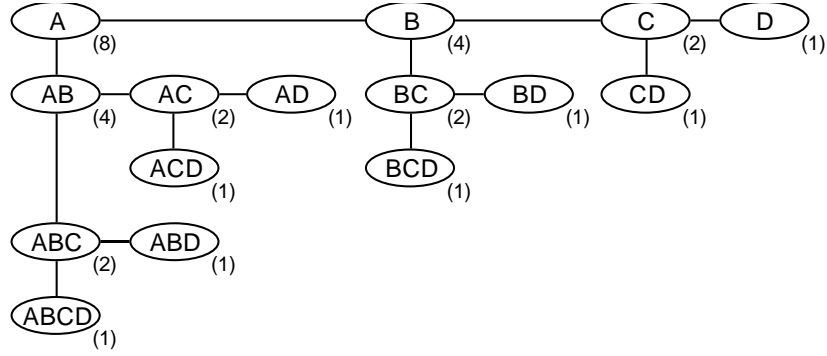 A (8) B (4) C (2) D (1)
AB (4) AC (2) AD (1) BC (2) BD (1) CD (1)
ACD (1) BCD (1)
ABC (2) ABD (1)
ABCD (1)